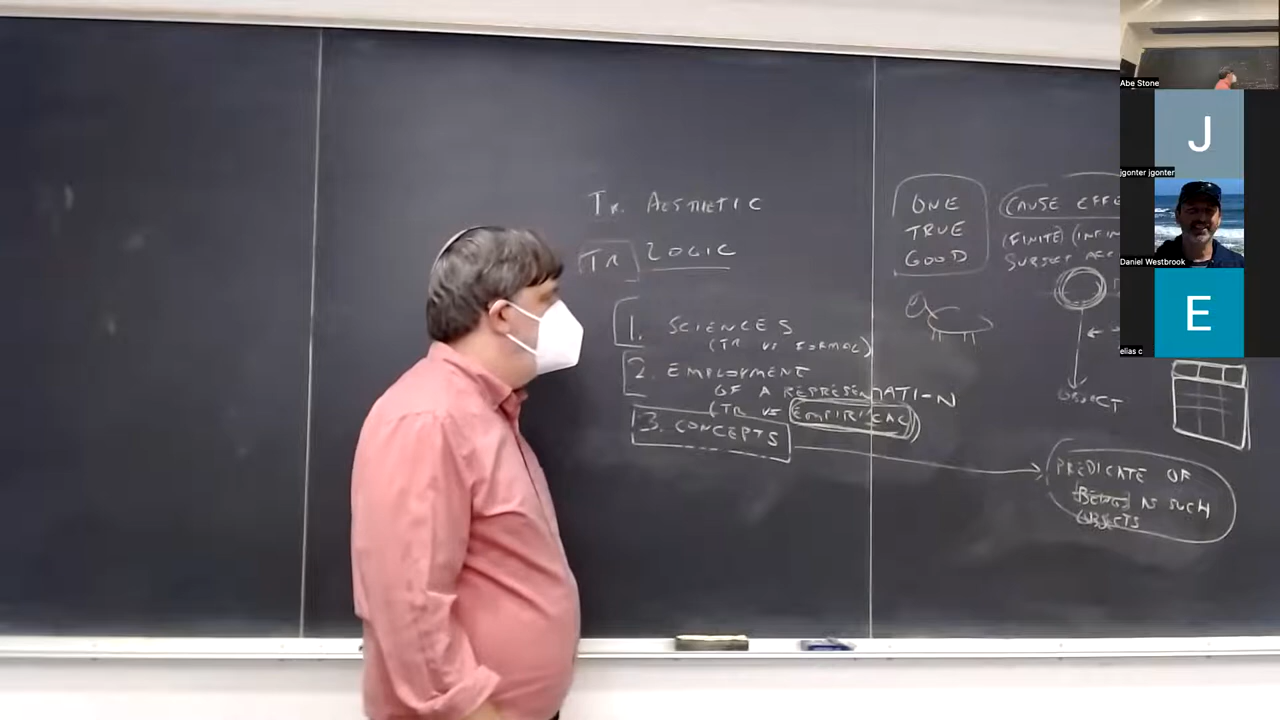 Tr. AESTHETIC
TR LOGIC
1. SCIENCES
(TR VS FORMAL)
2. EMPLOYMENT
OF A REPRESENTATION
(TR VS EMPIRICAL)
3. CONCEPTS
ONE
TRUE
GOOD
CAUSE EFFE
(FINITE) (INFIN
OBJECT
PREDICATE OF
BEING AS SUCH
OBJECTS
Abe Stone
J
jgonter jgonter
Daniel Westbrook
E
elias c